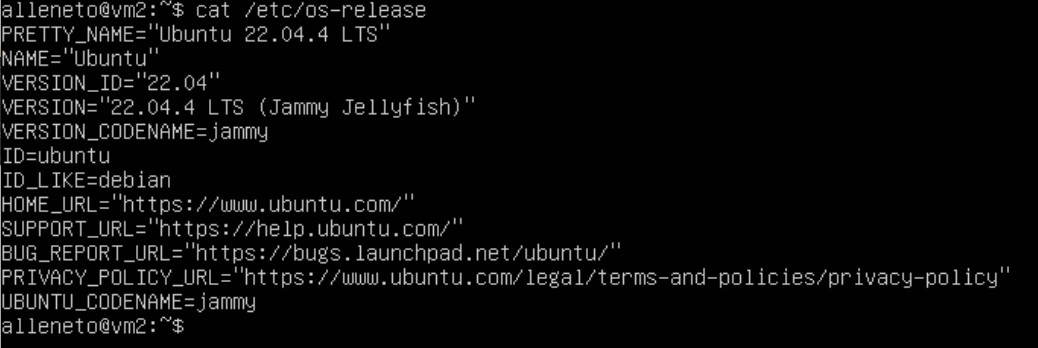 alleneto@vm2:~$ cat /etc/os-release
PRETTY_NAME="Ubuntu 22.04.4 LTS"
NAME="Ubuntu"
VERSION_ID="22.04"
VERSION="22.04.4 LTS (Jammy Jellyfish)"
VERSION_CODENAME=jammy
ID=ubuntu
ID_LIKE=debian
HOME_URL="https://www.ubuntu.com/"
SUPPORT_URL="https://help.ubuntu.com/"
BUG_REPORT_URL="https://bugs.launchpad.net/ubuntu/"
PRIVACY_POLICY_URL="https://www.ubuntu.com/legal/terms-and-policies/privacy-policy"
UBUNTU_CODENAME=jammy
alleneto@vm2:~$